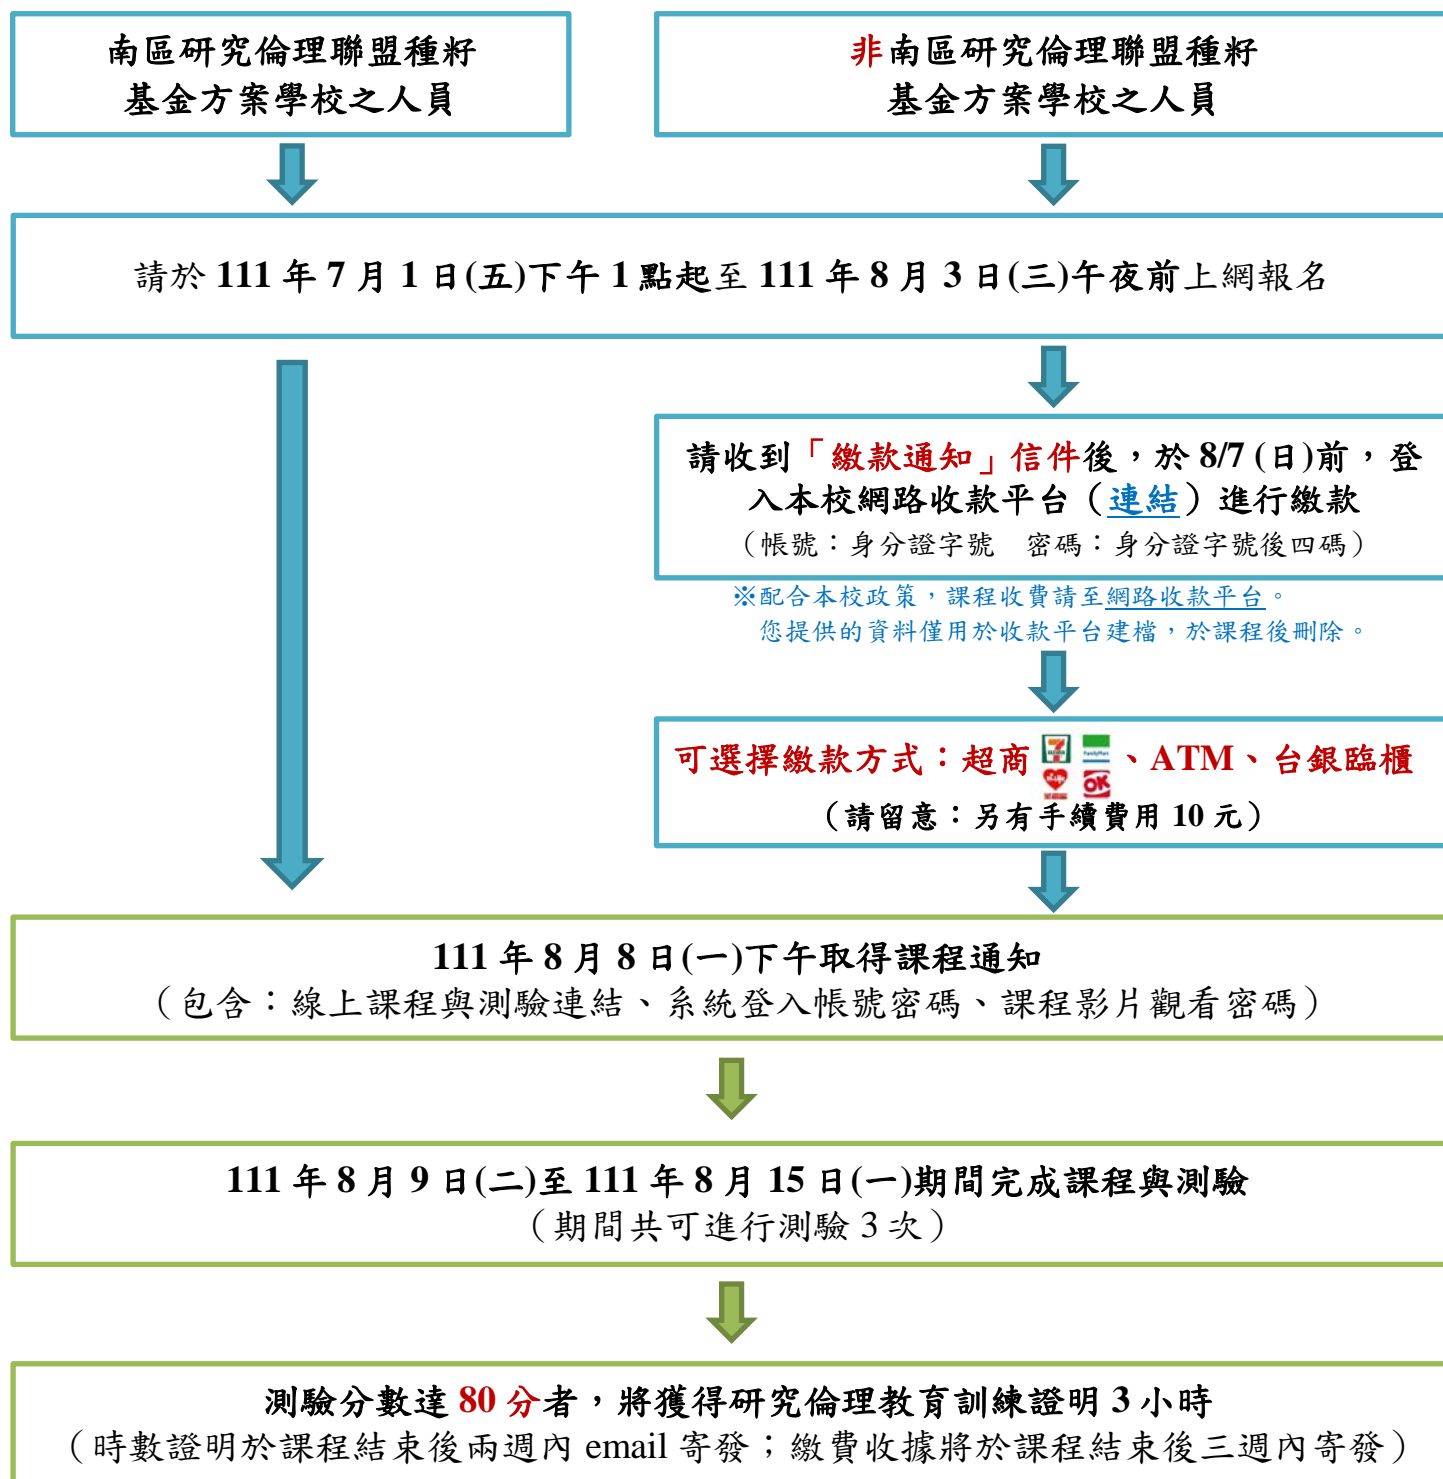 南區研究倫理聯盟種籽
基金方案學校之人員
非南區研究倫理聯盟種籽
基金方案學校之人員
請於 111 年 7 月 1 日(五)下午 1 點起至 111 年 8 月 3 日(三)午夜前上網報名
請收到「繳款通知」信件後，於 8/7 (日)前，登
入本校網路收款平台（連結）進行繳款
（帳號：身分證字號　密碼：身分證字號後四碼）
※配合本校政策，課程收費請至網路收款平台。
您提供的資料僅用於收款平台建檔，於課程後刪除。
可選擇繳款方式：超商 7 FamilyMart OK、ATM、台銀臨櫃
（請留意：另有手續費用 10 元）
111 年 8 月 8 日(一)下午取得課程通知
（包含：線上課程與測驗連結、系統登入帳號密碼、課程影片觀看密碼）
111 年 8 月 9 日(二)至 111 年 8 月 15 日(一)期間完成課程與測驗
（期間共可進行測驗 3 次）
測驗分數達 80 分者，將獲得研究倫理教育訓練證明 3 小時
（時數證明於課程結束後兩週內 email 寄發；繳費收據將於課程結束後三週內寄發）